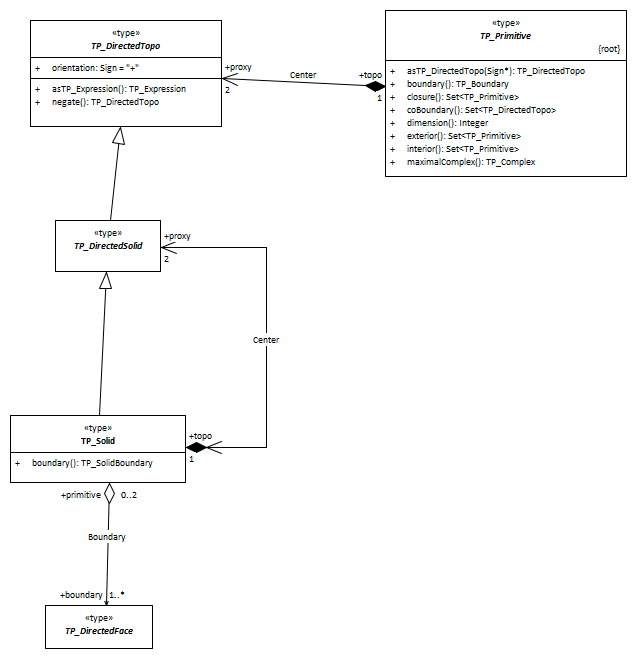 «type»
TP_DirectedTopo
+ orientation: Sign = "+"
+ asTP_Expression(): TP_Expression
+ negate(): TP_DirectedTopo
«type»
TP_Primitive
{root}
+ asTP_DirectedTopo(Sign*): TP_DirectedTopo
+ boundary(): TP_Boundary
+ closure(): Set<TP_Primitive>
+ coBoundary(): Set<TP_DirectedTopo>
+ dimension(): Integer
+ exterior(): Set<TP_Primitive>
+ interior(): Set<TP_Primitive>
+ maximalComplex(): TP_Complex
+proxy
2
Center
+topo
1
«type»
TP_DirectedSolid
+proxy
2
Center
«type»
TP_Solid
+ boundary(): TP_SolidBoundary
+topo
1
+primitive 0..2
Boundary
+boundary 1..*
«type»
TP_DirectedFace